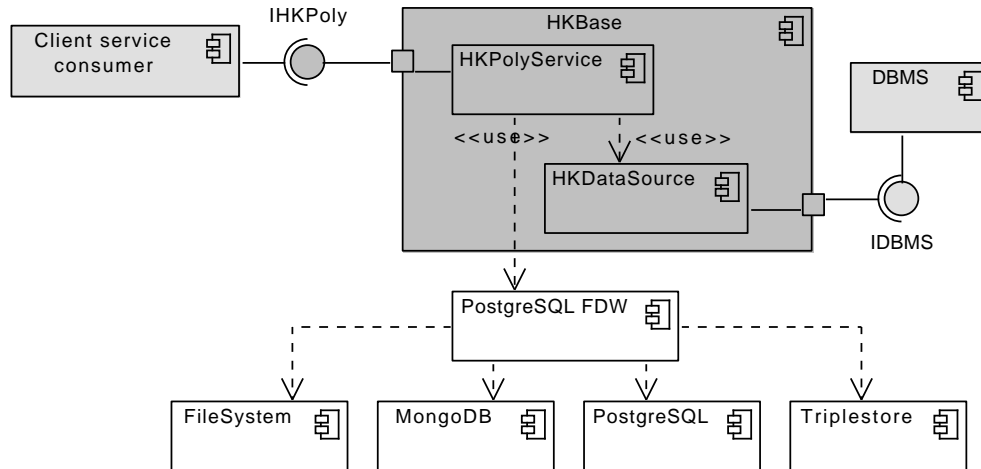 IHKPoly
HKBase
Client service
consumer
HKPolyService
DBMS
<<use>>
<<use>>
HKDataSource
IDBMS
PostgreSQL FDW
FileSystem
MongoDB
PostgreSQL
Triplestore